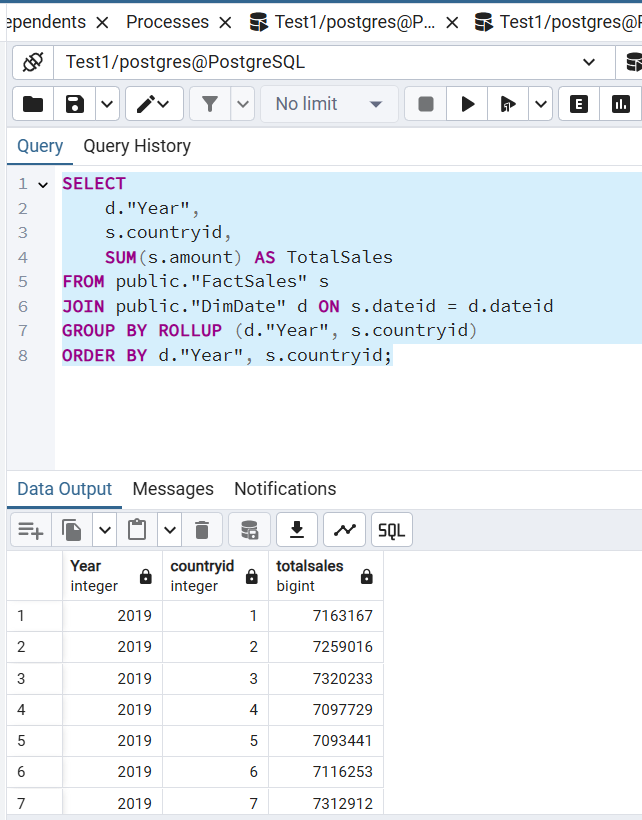 ependents × Processes × Test1/postgres@P... × Test1/postgres@P
Test1/postgres@PostgreSQL
No limit E
Query Query History
1 SELECT
2 d."Year",
3 s.countryid,
4 SUM(s.amount) AS TotalSales
5 FROM public."FactSales" s
6 JOIN public."DimDate" d ON s.dateid = d.dateid
7 GROUP BY ROLLUP (d."Year", s.countryid)
8 ORDER BY d."Year", s.countryid;
Data Output Messages Notifications
SQL
Year countryid totalsales
integer integer bigint
1 2019 1 7163167
2 2019 2 7259016
3 2019 3 7320233
4 2019 4 7097729
5 2019 5 7093441
6 2019 6 7116253
7 2019 7 7312912